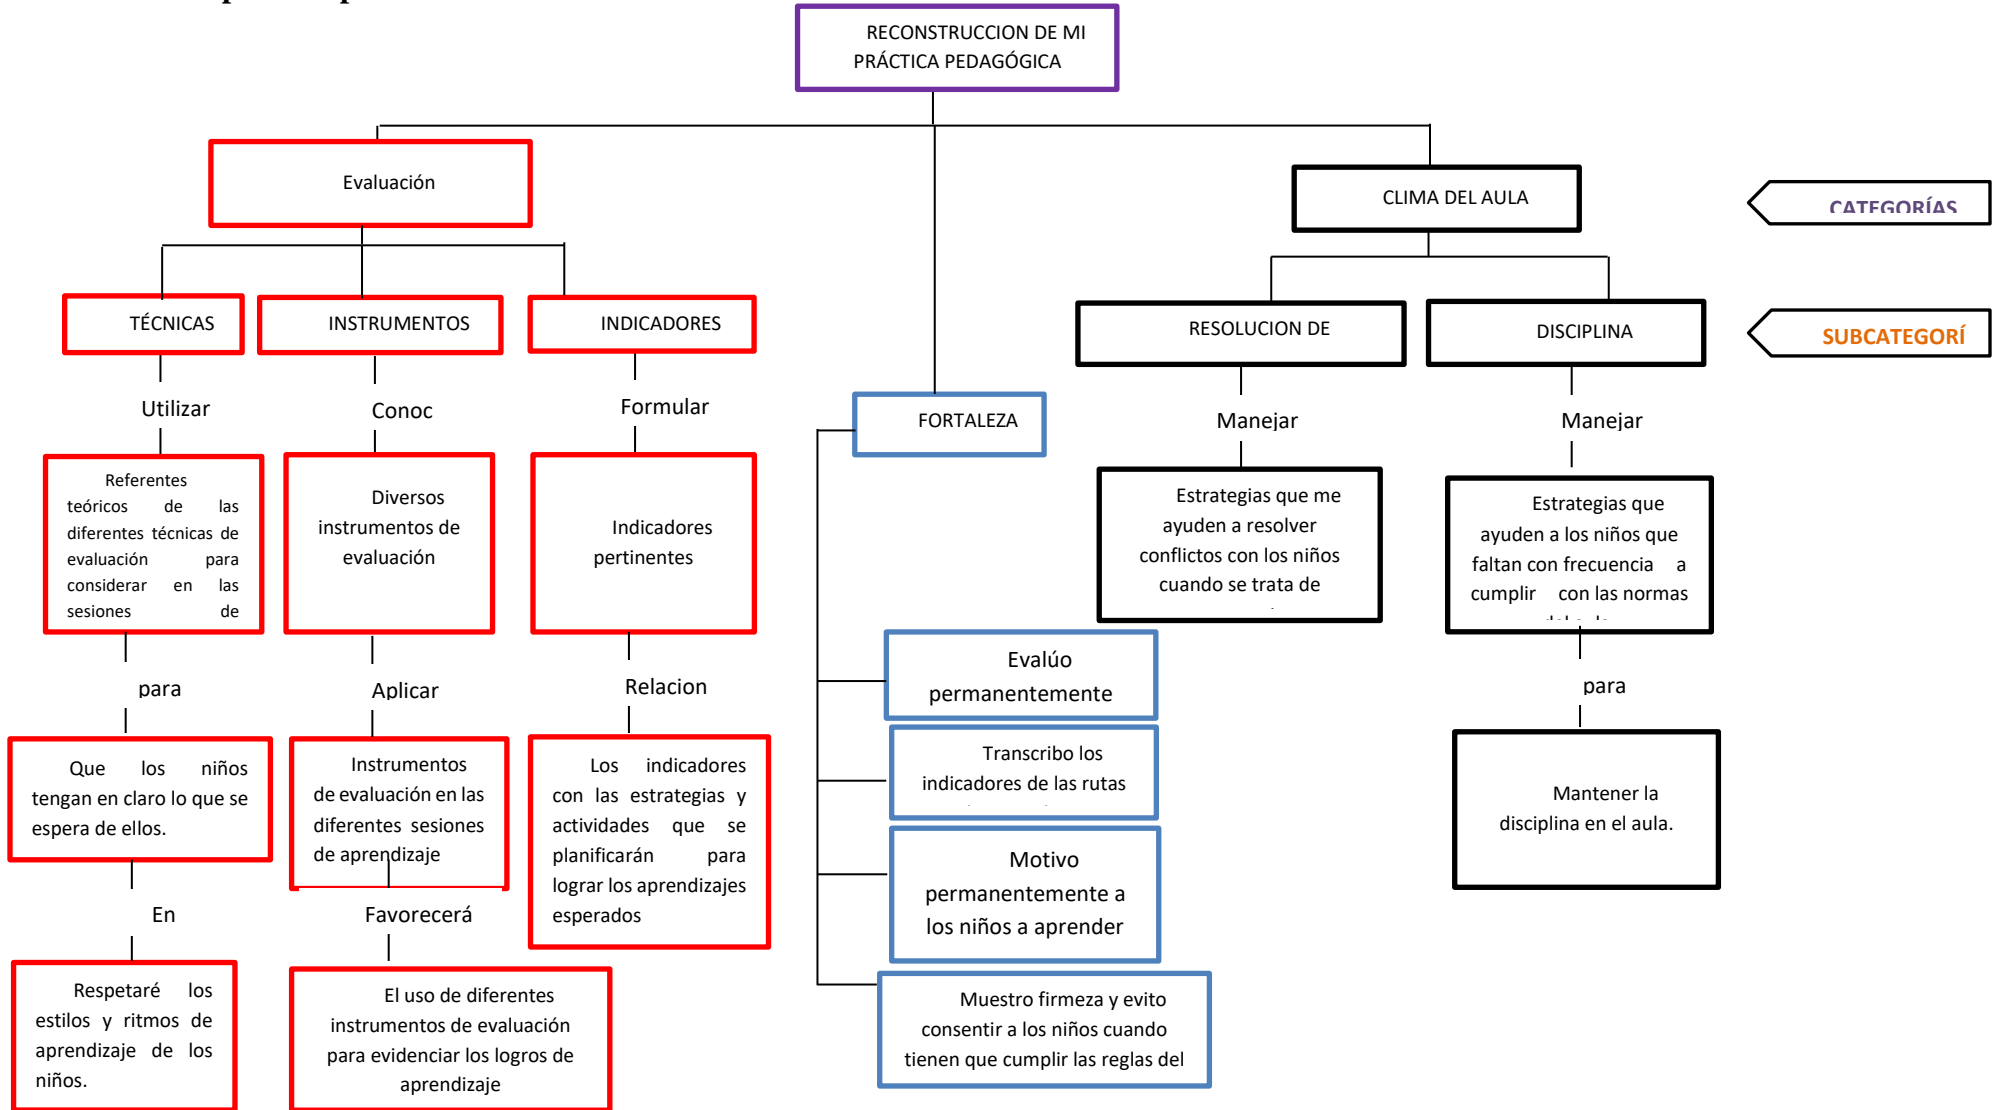 RECONSTRUCCION DE MI
PRÁCTICA PEDAGÓGICA
Evaluación
CLIMA DEL AULA
CATEGORÍAS
TÉCNICAS
INSTRUMENTOS
INDICADORES
RESOLUCION DE
DISCIPLINA
SUBCATEGORÍ
Utilizar
Conoc
Formular
FORTALEZA
Manejar
Manejar
Referentes
teóricos de las
diferentes técnicas de
evaluación para
considerar en las
sesiones de
Diversos
instrumentos de
evaluación
Indicadores
pertinentes
Estrategias que me
ayuden a resolver
conflictos con los niños
cuando se trata de
Estrategias que
ayuden a los niños que
faltan con frecuencia a
cumplir con las normas
para
Aplicar
Relacion
Evalúo
permanentemente
para
Que los niños
tengan en claro lo que se
espera de ellos.
Instrumentos
de evaluación en las
diferentes sesiones
de aprendizaje
Los indicadores
con las estrategias y
actividades que se
planificarán para
lograr los aprendizajes
esperados
Transcribo los
indicadores de las rutas
Mantener la
disciplina en el aula.
Motivo
permanentemente a
los niños a aprender
En
Favorecerá
Respetaré los
estilos y ritmos de
aprendizaje de los
niños.
El uso de diferentes
instrumentos de evaluación
para evidenciar los logros de
aprendizaje
Muestro firmeza y evito
consentir a los niños cuando
tienen que cumplir las reglas del